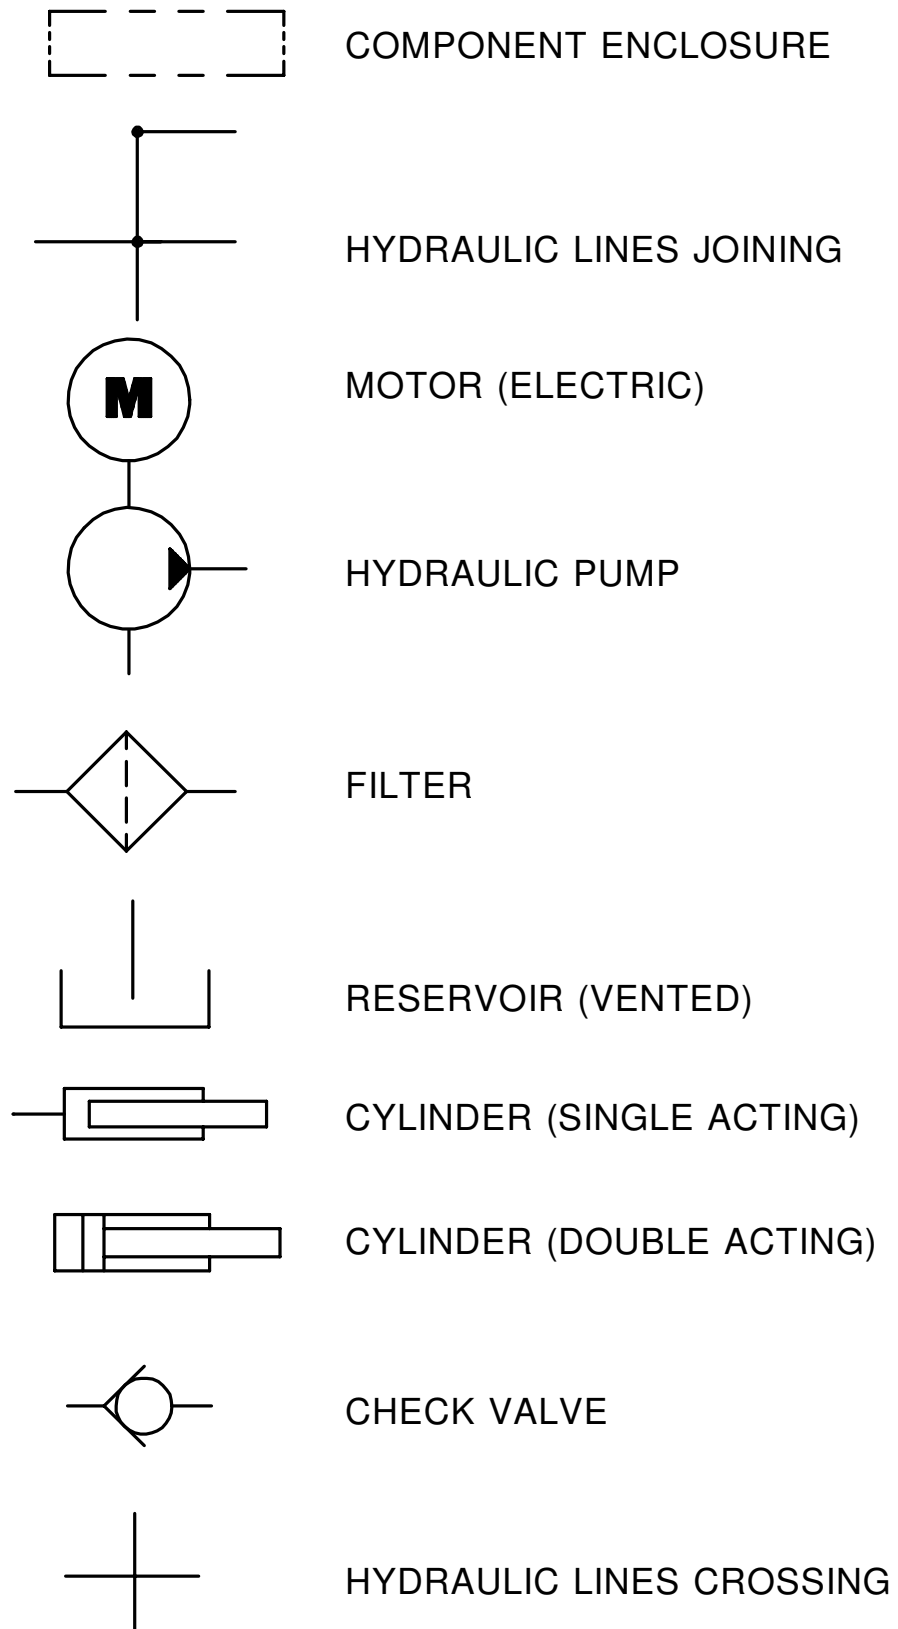 COMPONENT ENCLOSURE
HYDRAULIC LINES JOINING
M
MOTOR (ELECTRIC)
HYDRAULIC PUMP
FILTER
RESERVOIR (VENTED)
CYLINDER (SINGLE ACTING)
CYLINDER (DOUBLE ACTING)
CHECK VALVE
HYDRAULIC LINES CROSSING